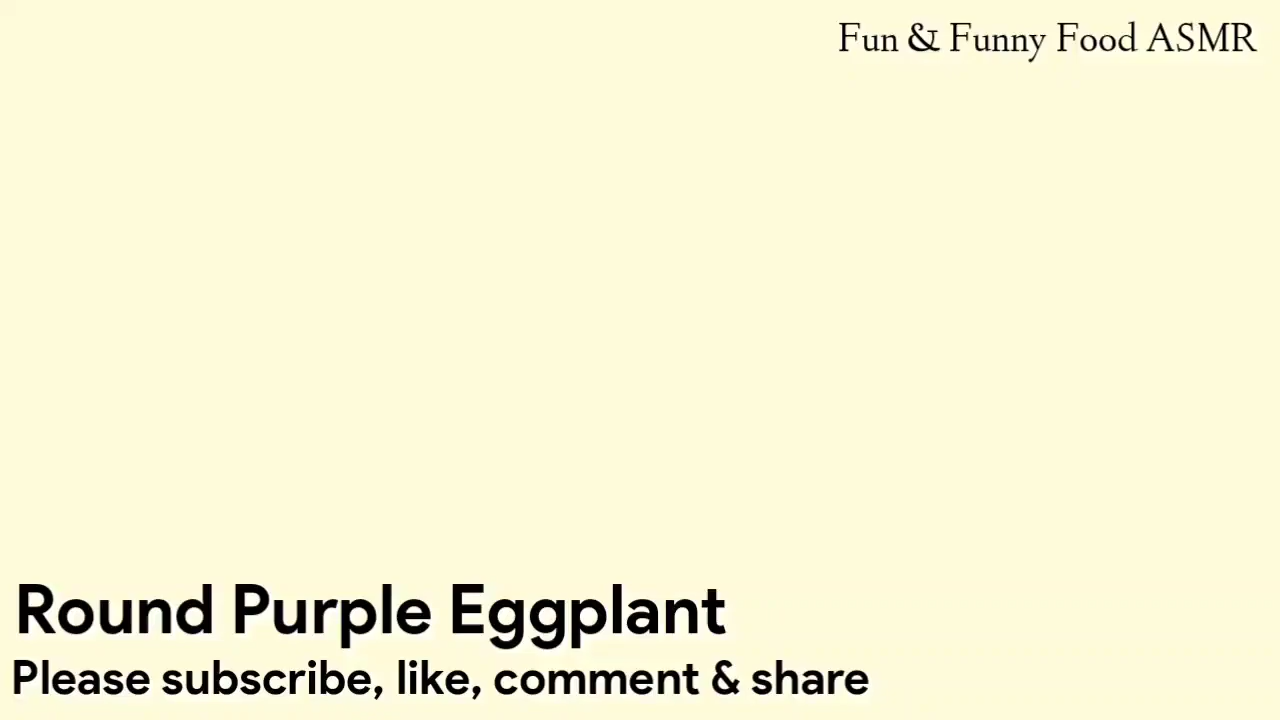 Fun & Funny Food ASMR
Round Purple Eggplant
Please subscribe, like, comment & share